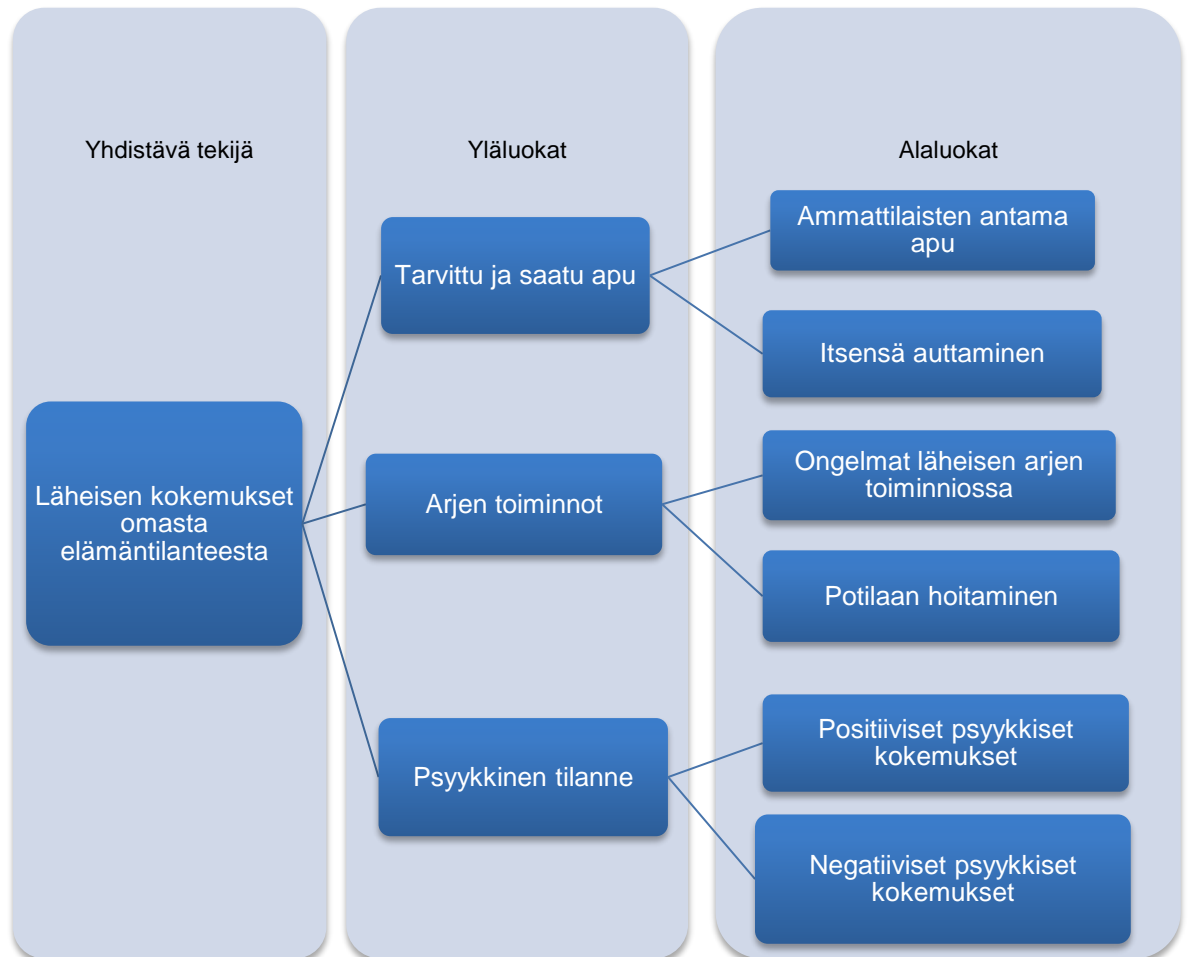 Yhdistävä tekijä
Yläluokat
Alaluokat
Läheisen kokemukset
omasta
elämäntilanteesta
Tarvittu ja saatu apu
Arjen toiminnot
Psyykkinen tilanne
Ammattilaisten antama
apu
Itsensä auttaminen
Ongelmat läheisen arjen
toiminniossa
Potilaan hoitaminen
Positiiviset psyykkiset
kokemukset
Negatiiviset psyykkiset
kokemukset